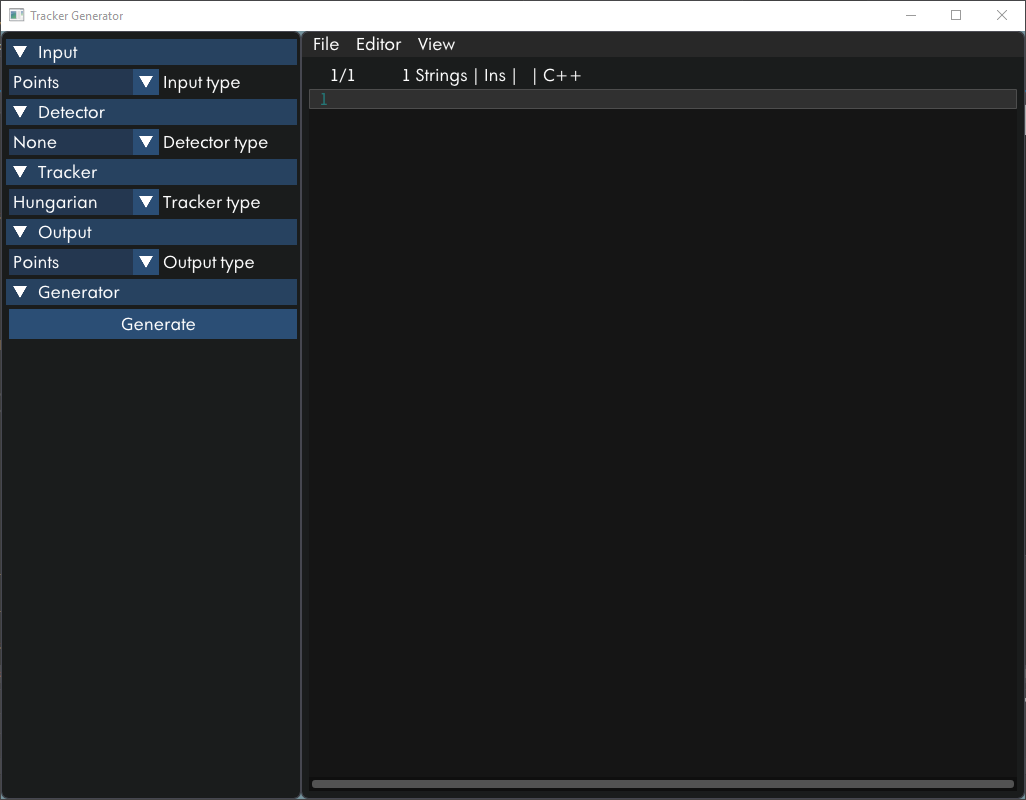 Tracker Generator
Input
Points Input type
Detector
None Detector type
Tracker
Hungarian Tracker type
Output
Points Output type
Generator
Generate
File Editor View
1/1 1 Strings | Ins | | C++
1